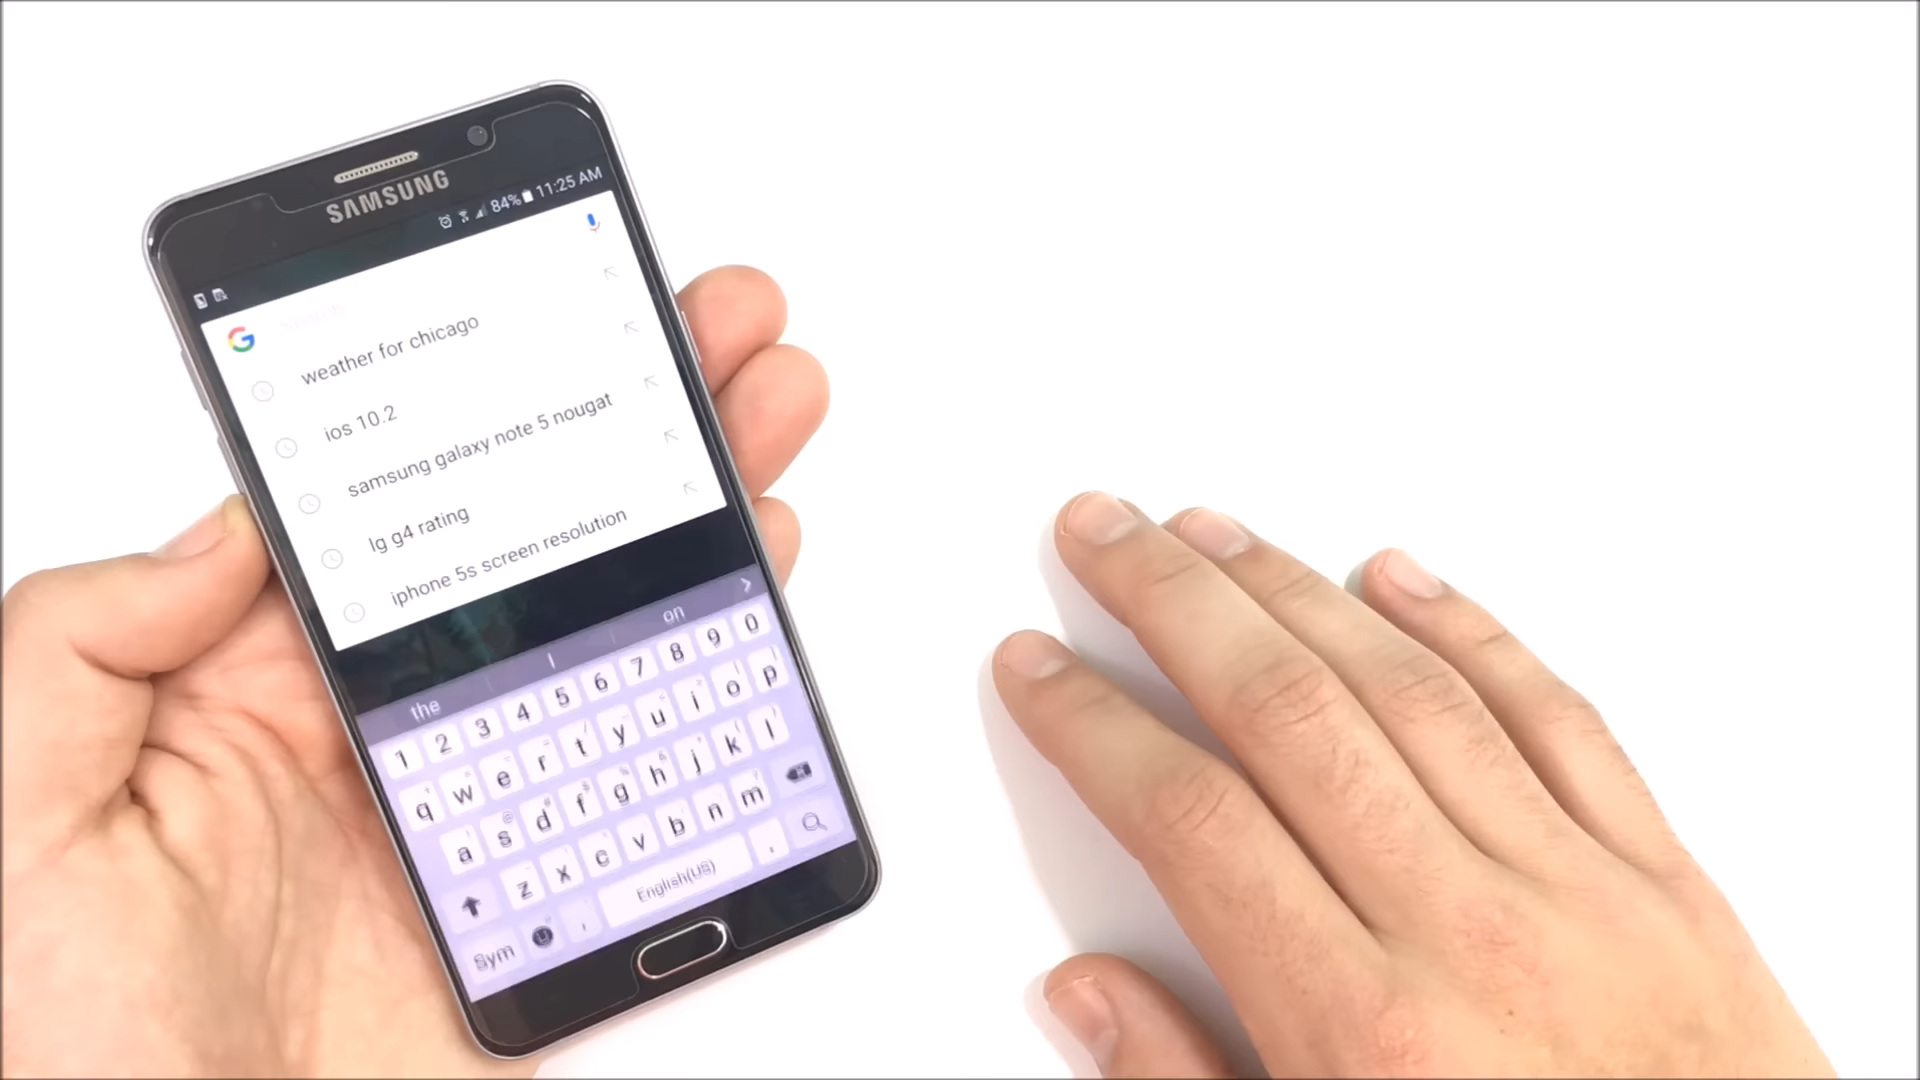 SAMSUNG
84% 11:25 AM
weather for chicago
ios 10.2
samsung galaxy note 5 nougat
lg g4 rating
iphone 5s screen resolution
the I on
1 2 3 4 5 6 7 8 9 0
q w e r t y u i o p
a s d f g h j k l
z x c v b n m
Sym , English(US) .